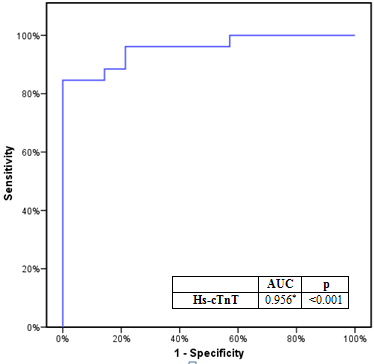 100%
80%
60%
40%
20%
0%
Sensitivity
AUC p
Hs-cTnT 0.956* <0.001
0% 20% 40% 60% 80% 100%
1 - Specificity